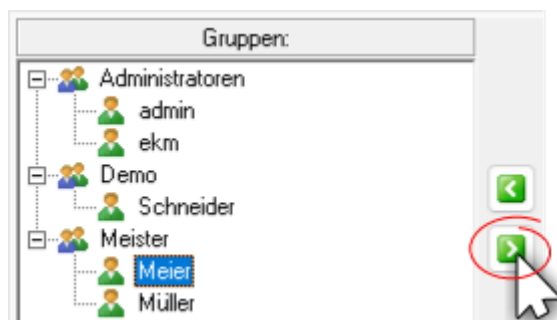 Gruppen:
Administratoren
admin
ekm
Demo
Schneider
Meister
Meier
Müller